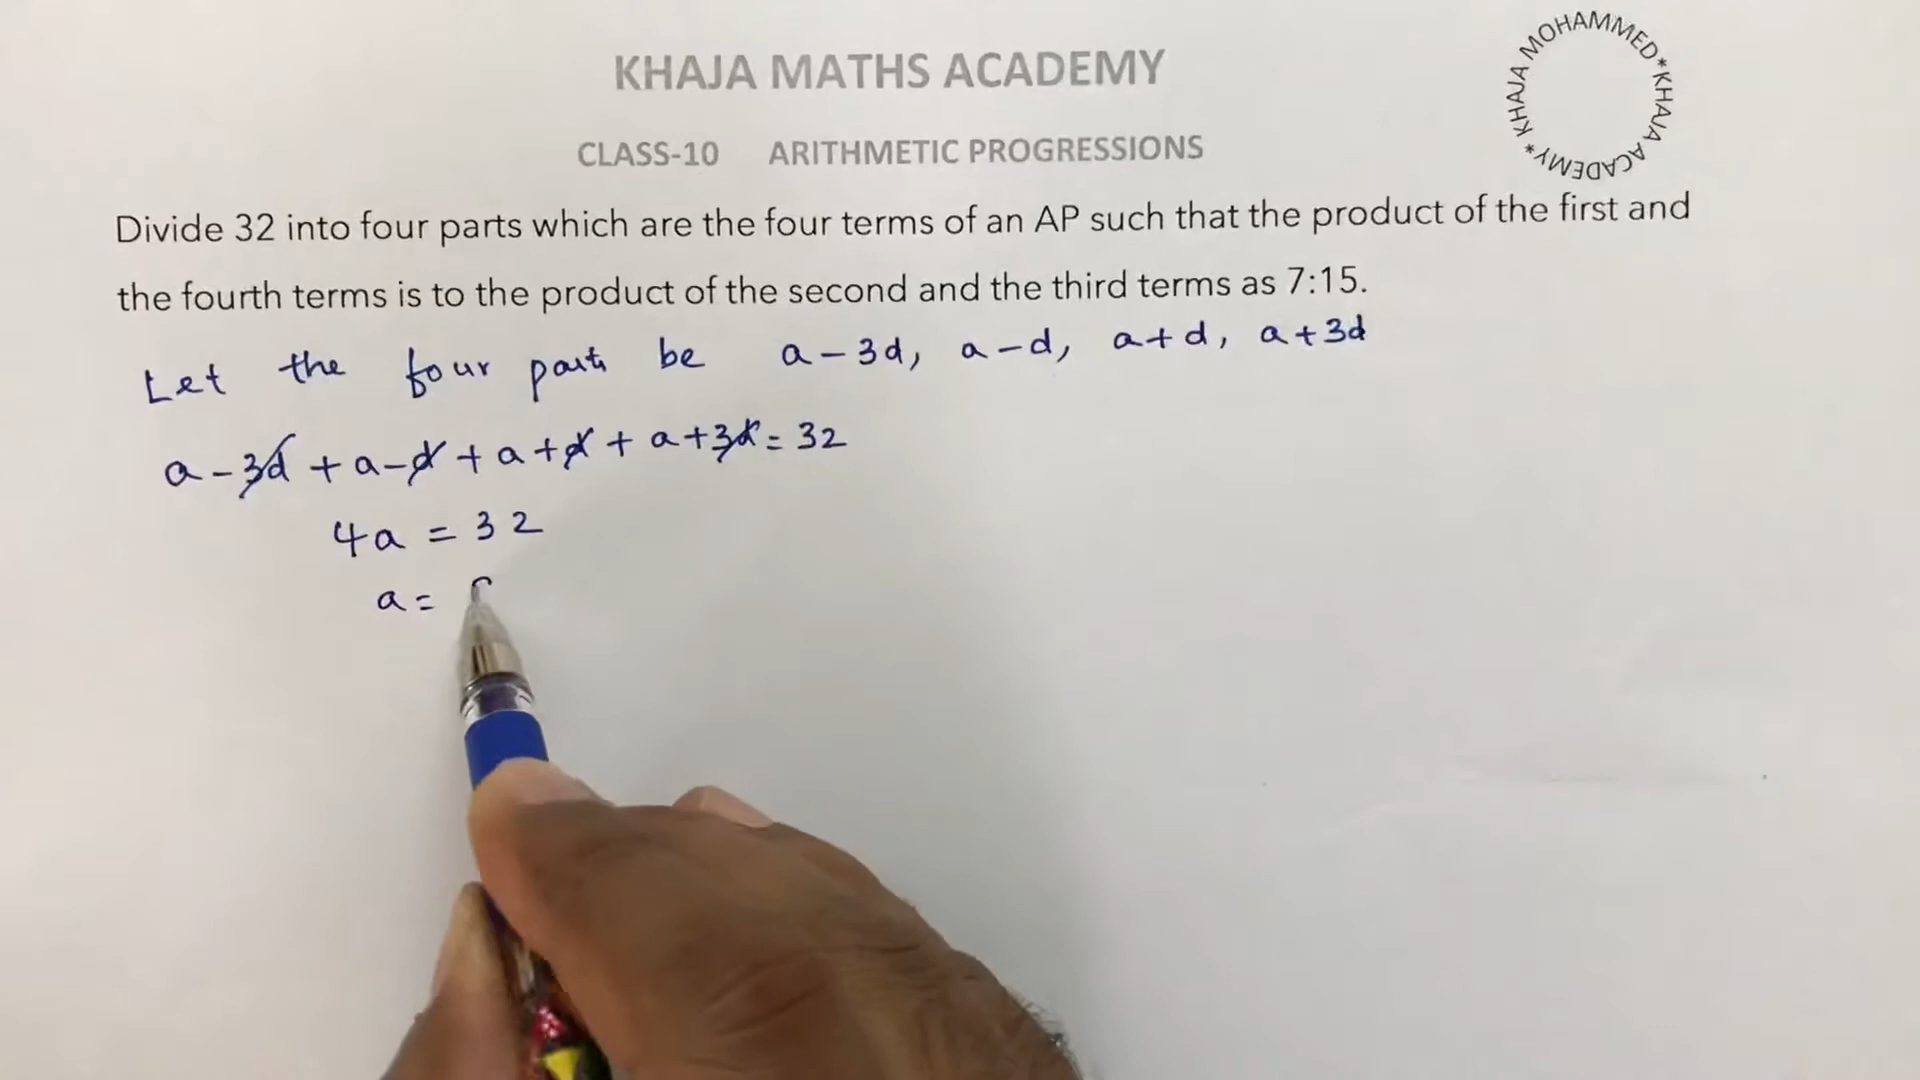 KHAJA MATHS ACADEMY
KHAJA MOHAMMED*KHAJA ACADEMY*
CLASS-10 ARITHMETIC PROGRESSIONS
Divide 32 into four parts which are the four terms of an AP such that the product of the first and
the fourth terms is to the product of the second and the third terms as 7:15.
Let the four parts be a-3d, a-d, a+d, a+3d
a-3d + a-d + a+d + a+3d = 32
4a = 32
a =